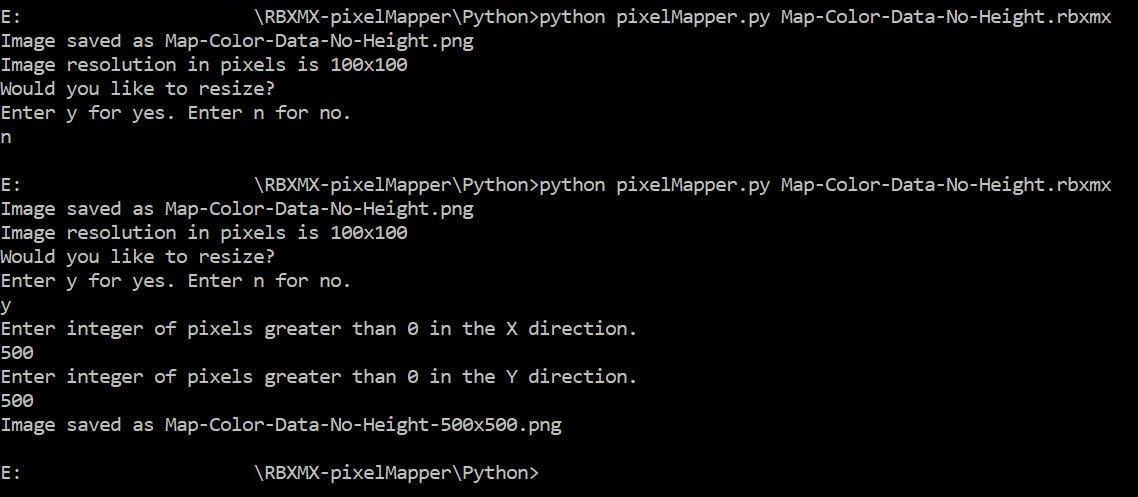 E:                    \RBXMX-pixelMapper\Python>python pixelMapper.py Map-Color-Data-No-Height.rbxmx
Image saved as Map-Color-Data-No-Height.png
Image resolution in pixels is 100x100
Would you like to resize?
Enter y for yes. Enter n for no.
n
E:                    \RBXMX-pixelMapper\Python>python pixelMapper.py Map-Color-Data-No-Height.rbxmx
Image saved as Map-Color-Data-No-Height.png
Image resolution in pixels is 100x100
Would you like to resize?
Enter y for yes. Enter n for no.
y
Enter integer of pixels greater than 0 in the X direction.
500
Enter integer of pixels greater than 0 in the Y direction.
500
Image saved as Map-Color-Data-No-Height-500x500.png
E:                    \RBXMX-pixelMapper\Python>